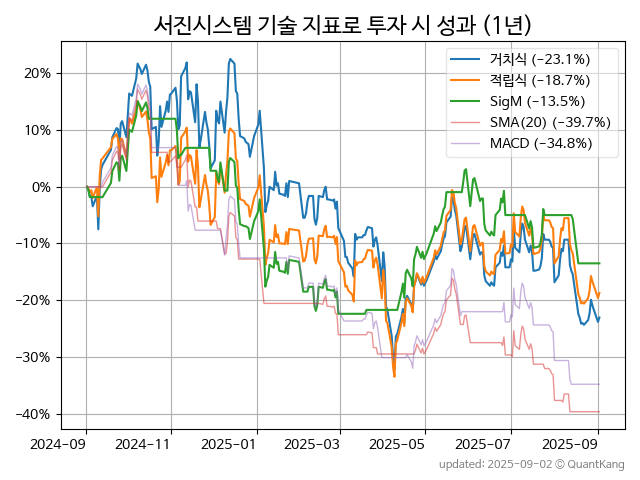 서진시스템 기술 지표로 투자 시 성과 (1년)
거치식 (−23.1%)
적립식 (−18.7%)
SigM (−13.5%)
SMA(20) (−39.7%)
MACD (−34.8%)
20%
10%
0%
−10%
−20%
−30%
−40%
2024-09 2024-11 2025-01 2025-03 2025-05 2025-07 2025-09
updated: 2025-09-02 © QuantKang